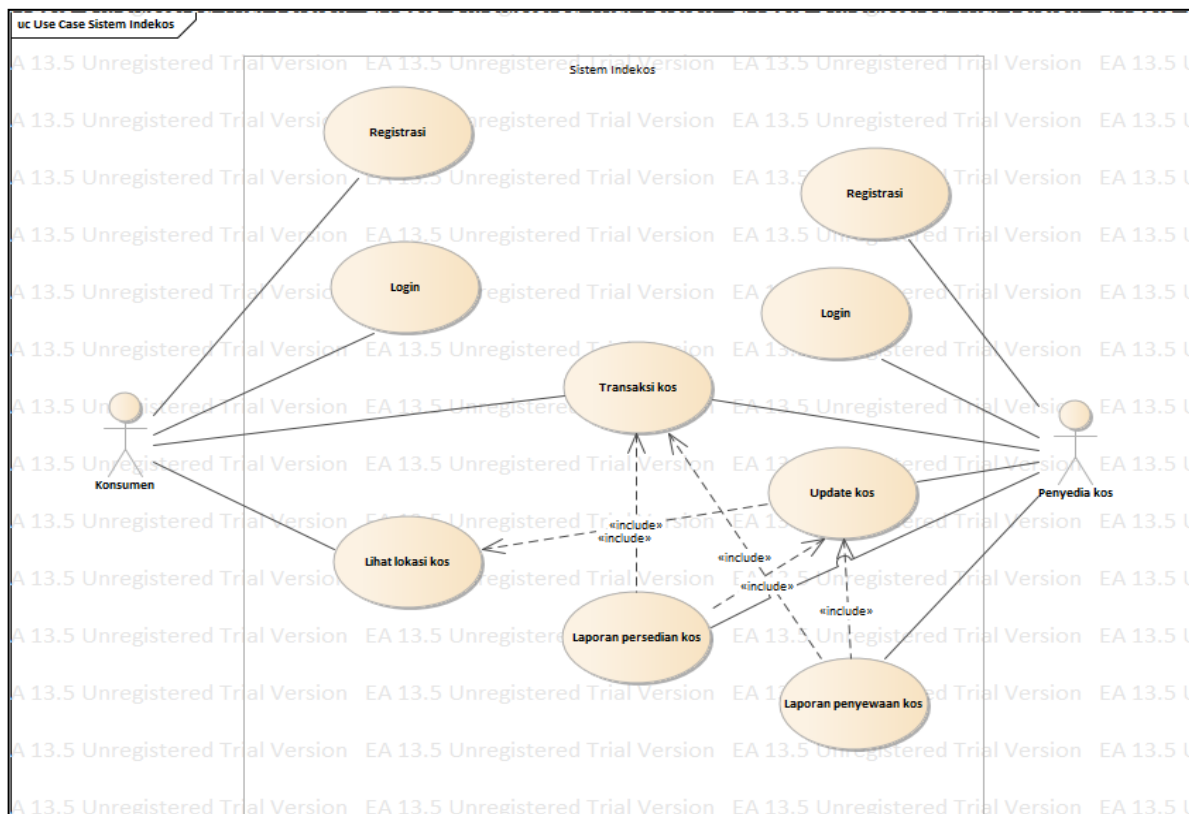 uc Use Case Sistem Indekos
Sistem Indekos
EA 13.5 Unregistered Trial Version
Registrasi
Registrasi
Login
Login
Transaksi kos
Konsumen
Update kos
Penyedia kos
«include»
«include»
Lihat lokasi kos
«include»
«include»
«include»
Laporan persedian kos
Laporan penyewaan kos